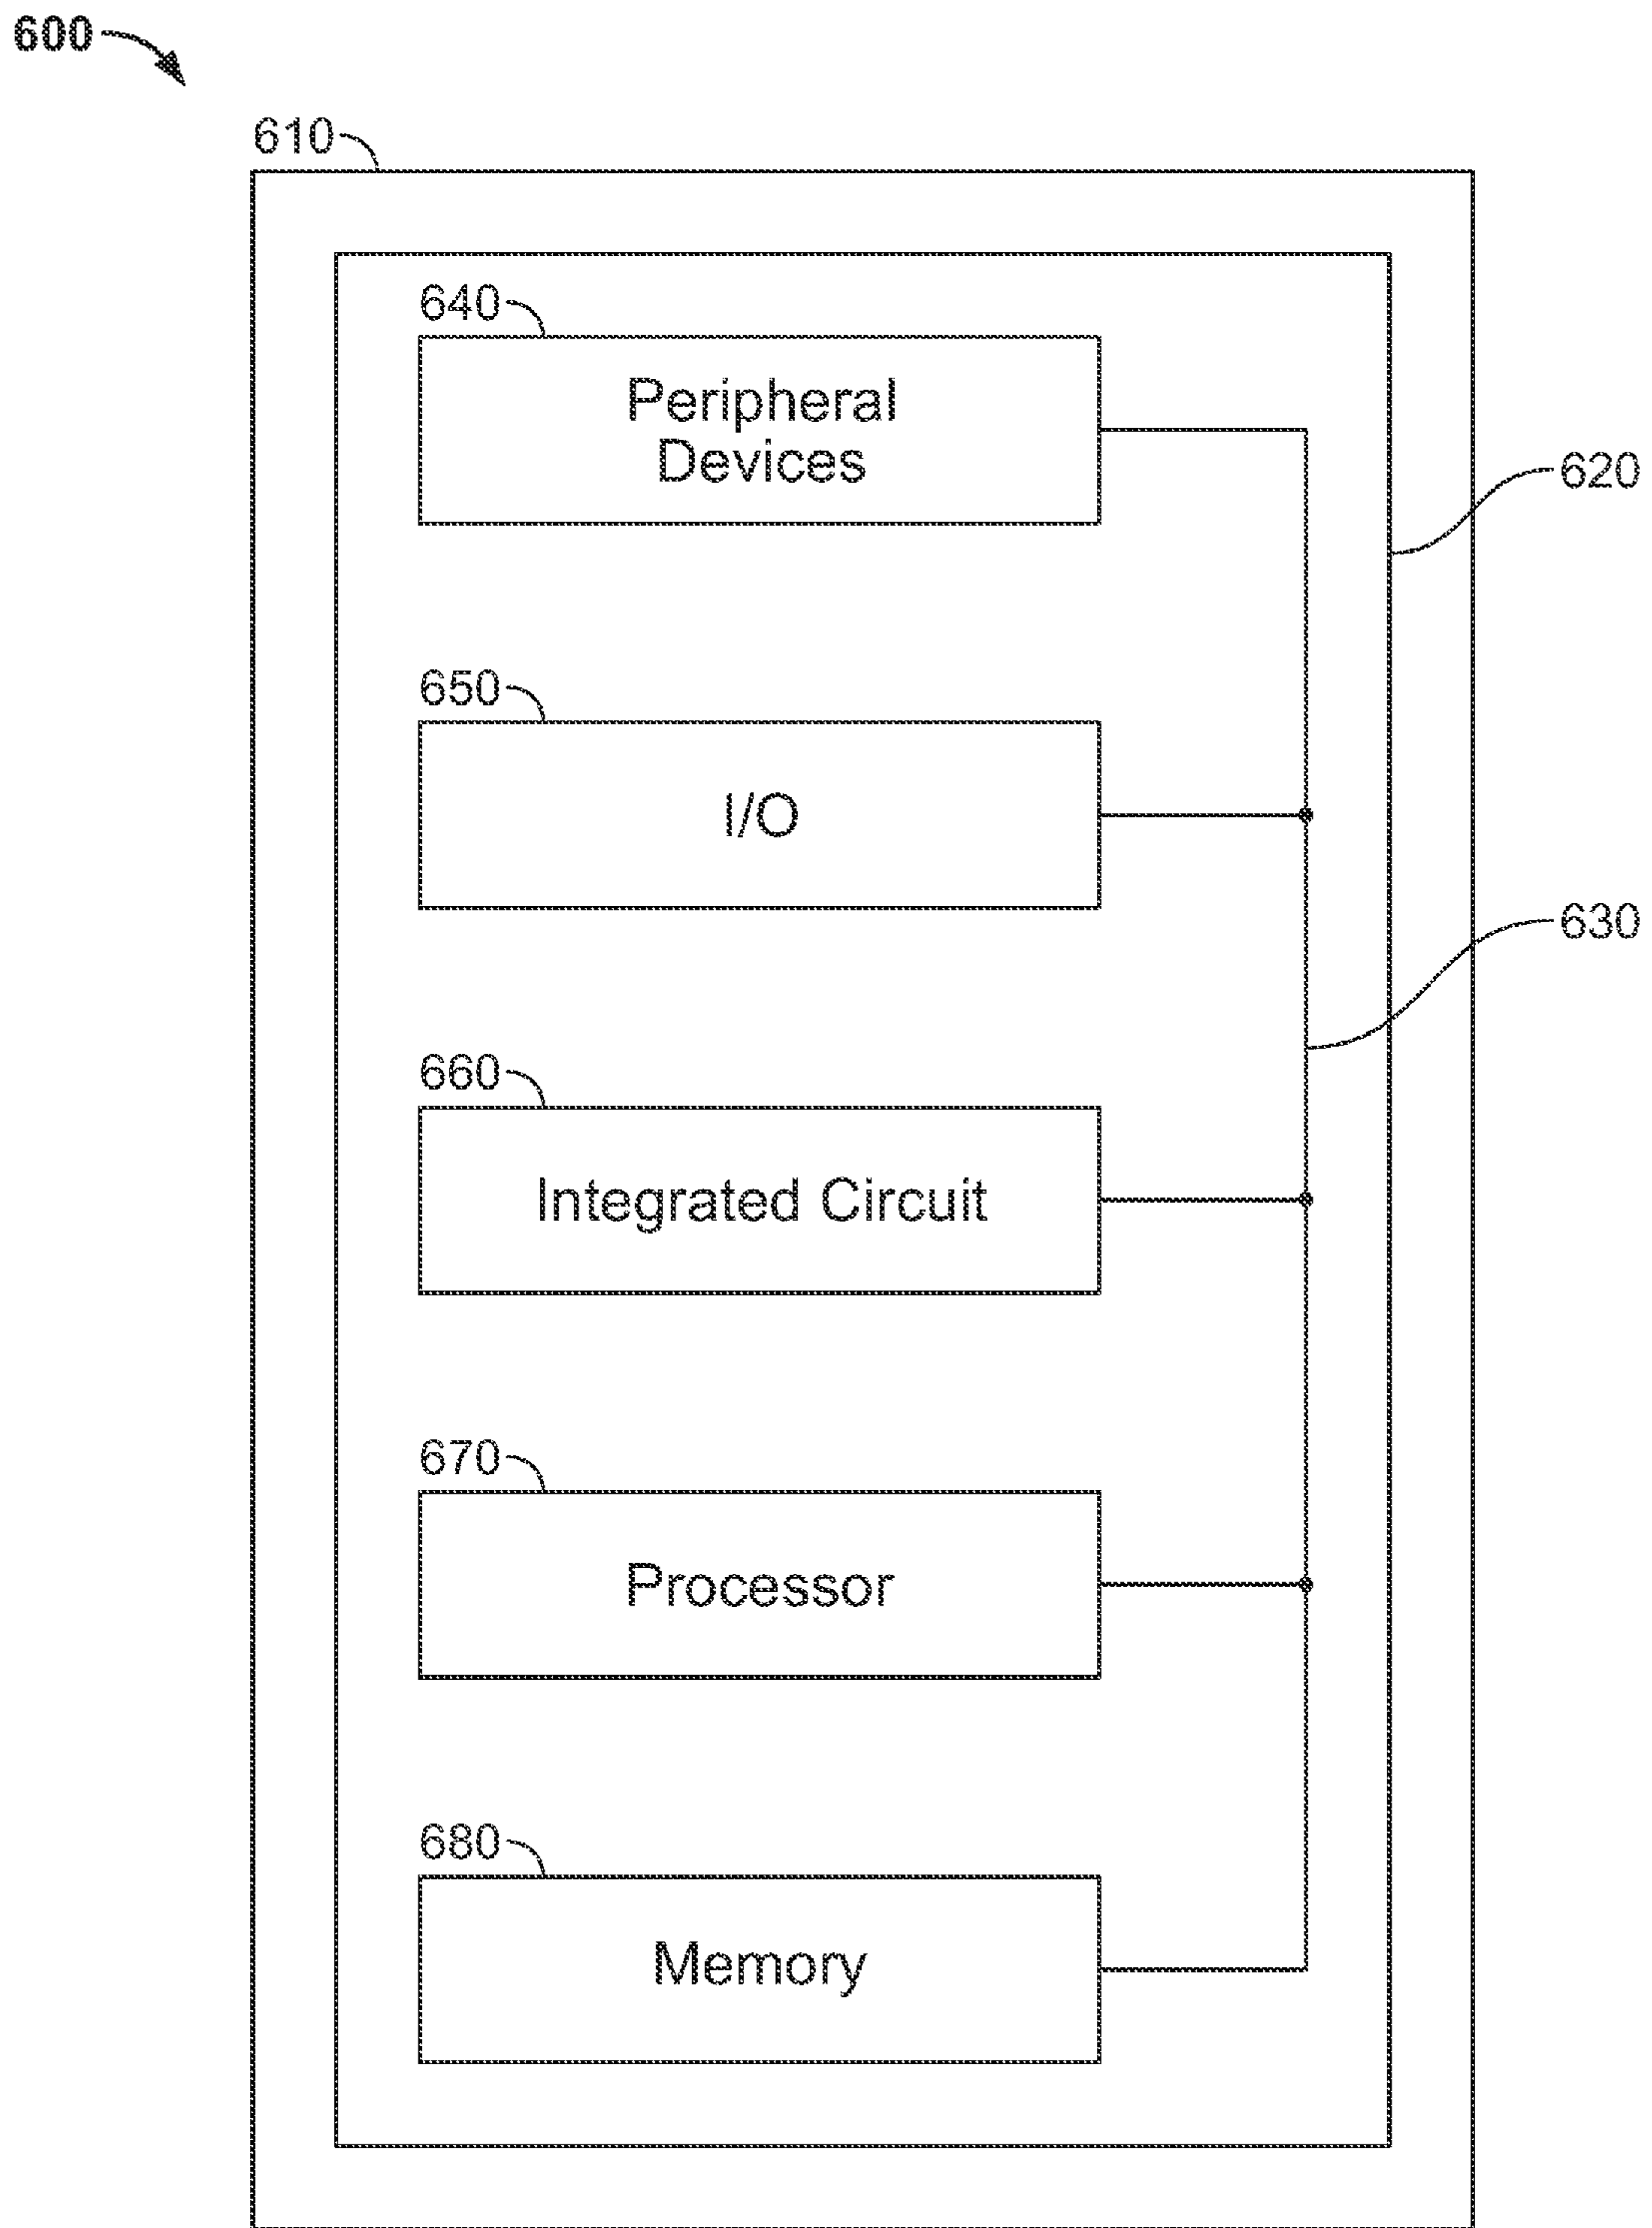 600
610
640
Peripheral
Devices
620
650
I/O
630
660
Integrated Circuit
670
Processor
680
Memory